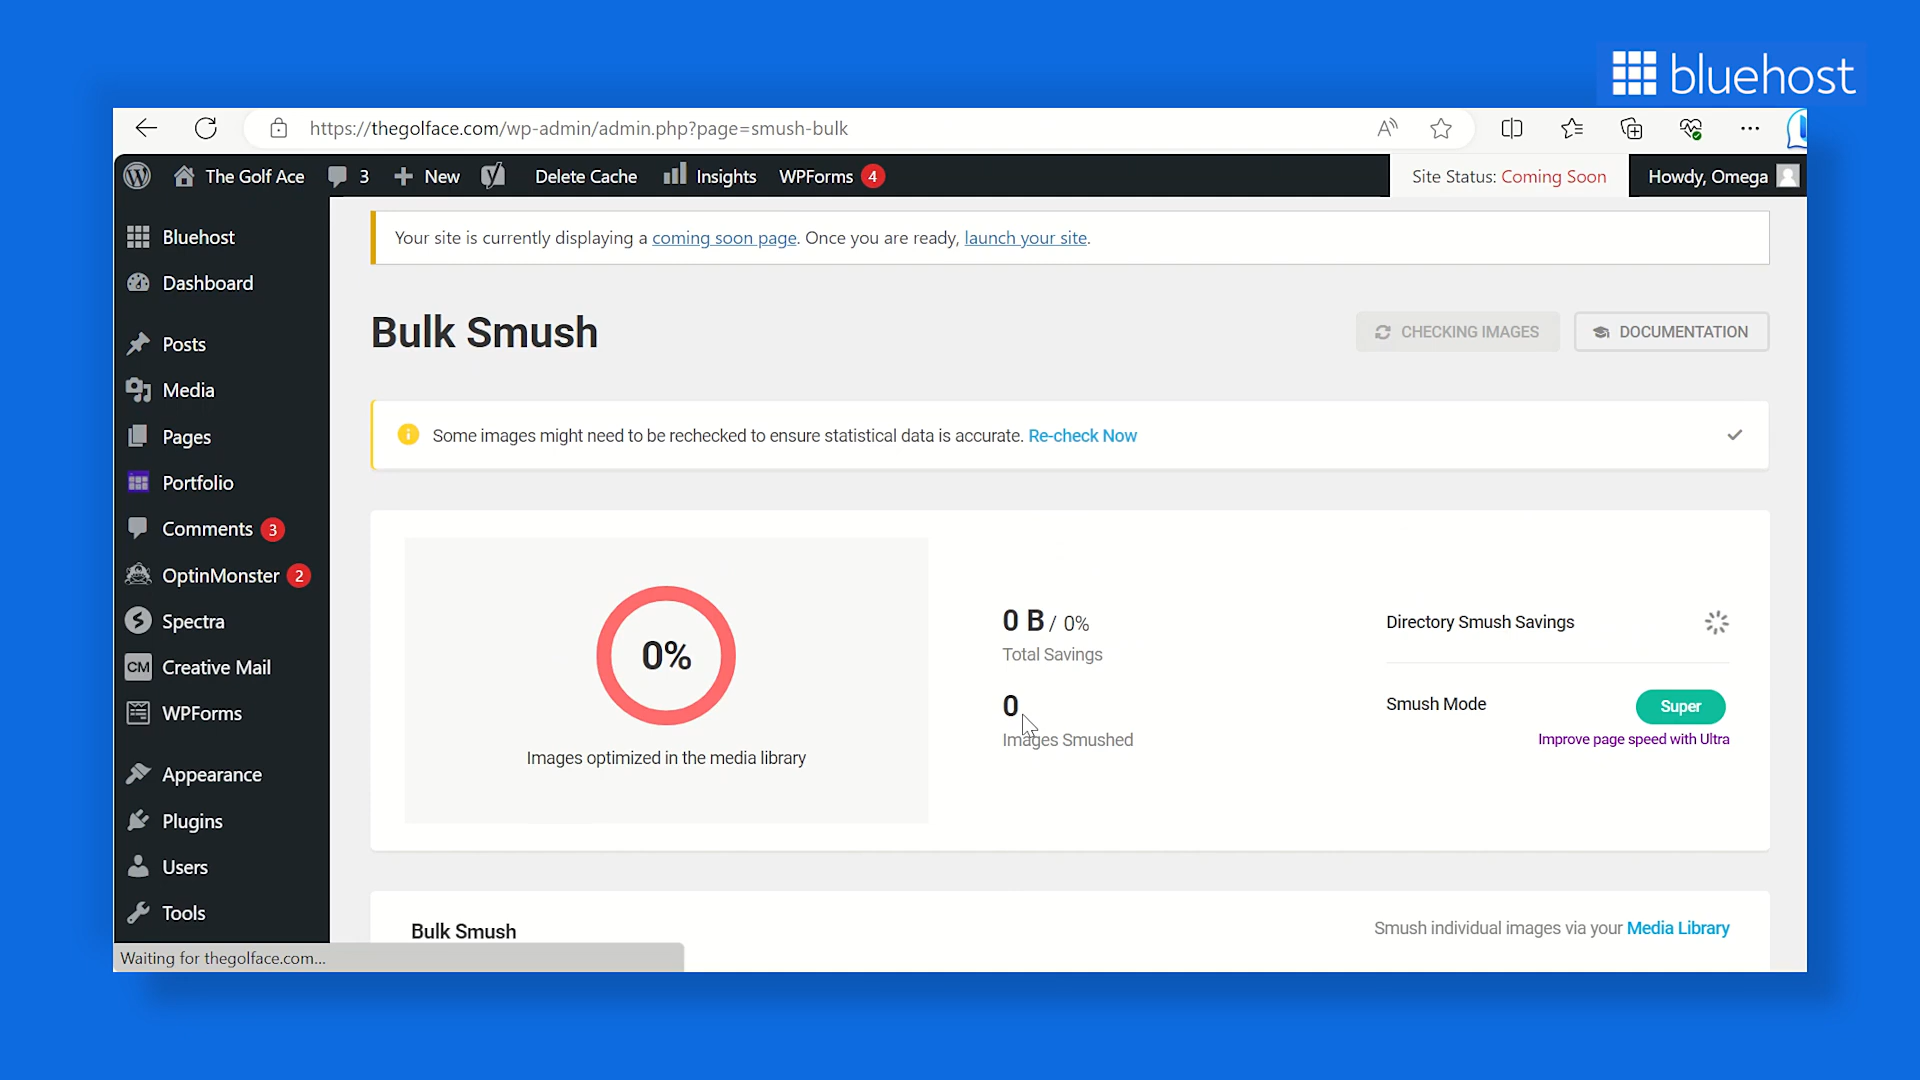 bluehost
https://thegolface.com/wp-admin/admin.php?page=smush-bulk
The Golf Ace 3 New Delete Cache Insights WPForms 4 Site Status: Coming Soon Howdy, Omega
Bluehost
Dashboard
Posts
Media
Pages
Portfolio
Comments 3
OptinMonster 2
Spectra
CM Creative Mail
WPForms
Appearance
Plugins
Users
Tools
Your site is currently displaying a coming soon page. Once you are ready, launch your site.
Bulk Smush
CHECKING IMAGES
DOCUMENTATION
Some images might need to be rechecked to ensure statistical data is accurate. Re-check Now
0%
Images optimized in the media library
0 B / 0%
Total Savings
0
Images Smushed
Directory Smush Savings
Smush Mode Super
Improve page speed with Ultra
Bulk Smush
Smush individual images via your Media Library
Waiting for thegolface.com...